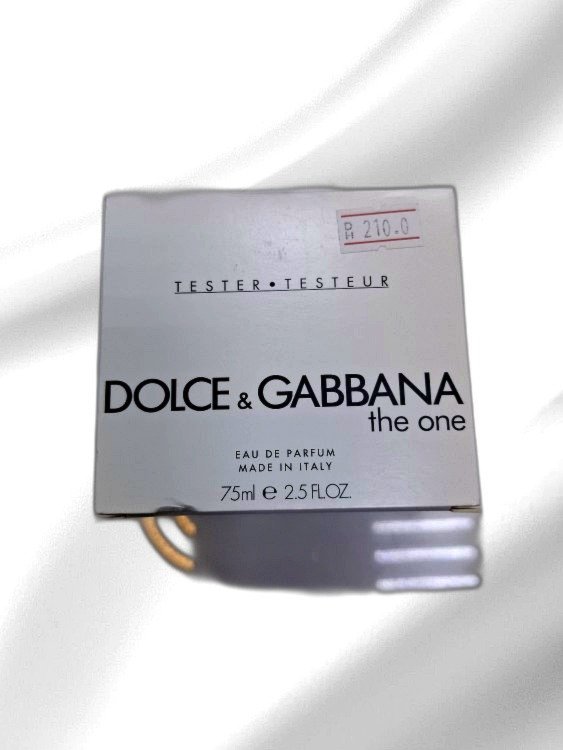 DH 210.0
TESTER • TESTEUR
DOLCE & GABBANA
the one
EAU DE PARFUM
MADE IN ITALY
75ml e 2.5 FL.OZ.